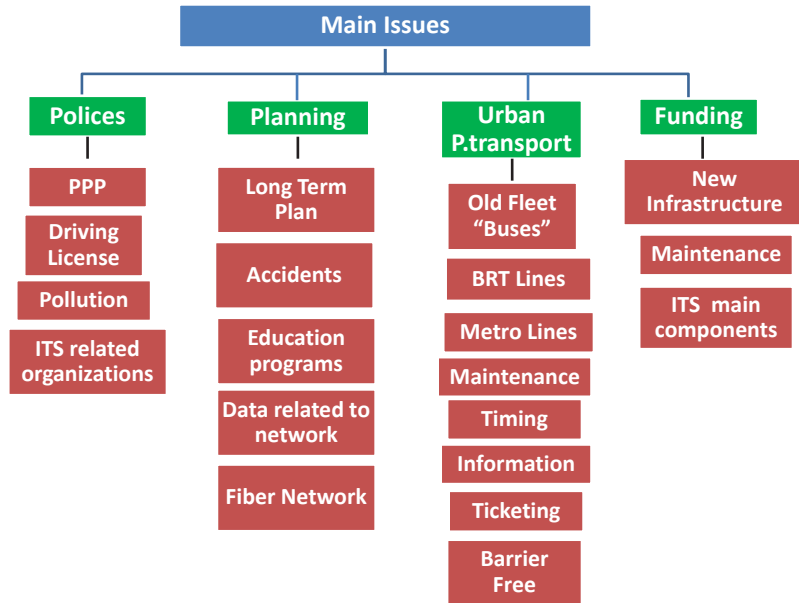 Main Issues
Polices
PPP
Driving
License
Pollution
ITS related
organizations
Planning
Long Term
Plan
Accidents
Education
programs
Data related to
network
Fiber Network
Urban
P.transport
Old Fleet
“Buses”
BRT Lines
Metro Lines
Maintenance
Timing
Information
Ticketing
Barrier
Free
Funding
New
Infrastructure
Maintenance
ITS main
components